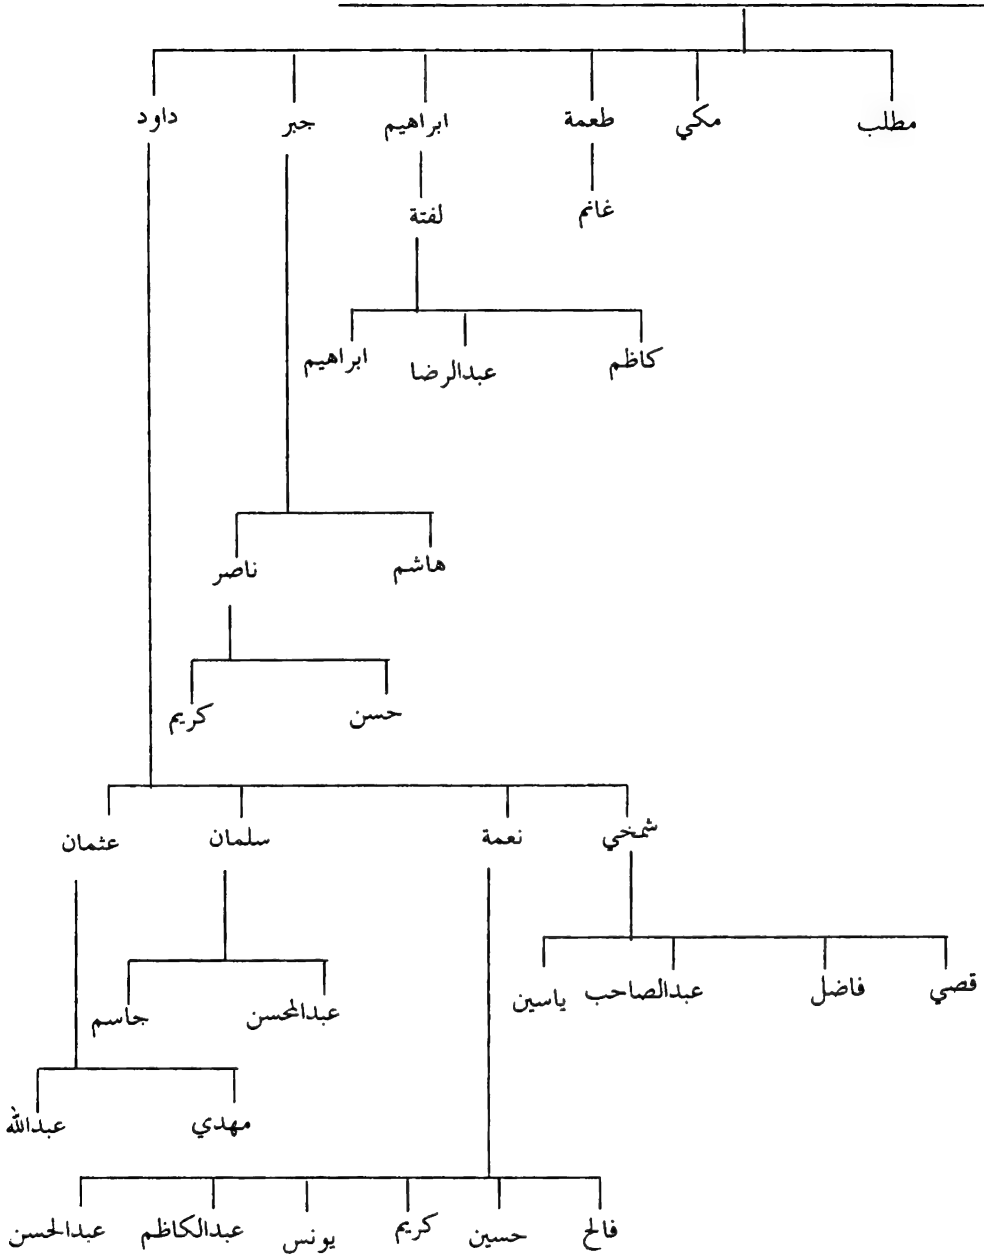 مطلب مكي طعمة ابراهيم جبر داود
غانم لفتة
كاظم عبدالرضا ابراهيم
هاشم ناصر
حسن كريم
شمخي نعمة سلمان عثمان
قصي فاضل عبدالصاحب ياسين
عبدالمحسن جاسم
مهدي عبدالله
فالح حسين كريم يونس عبدالكاظم عبدالحسن